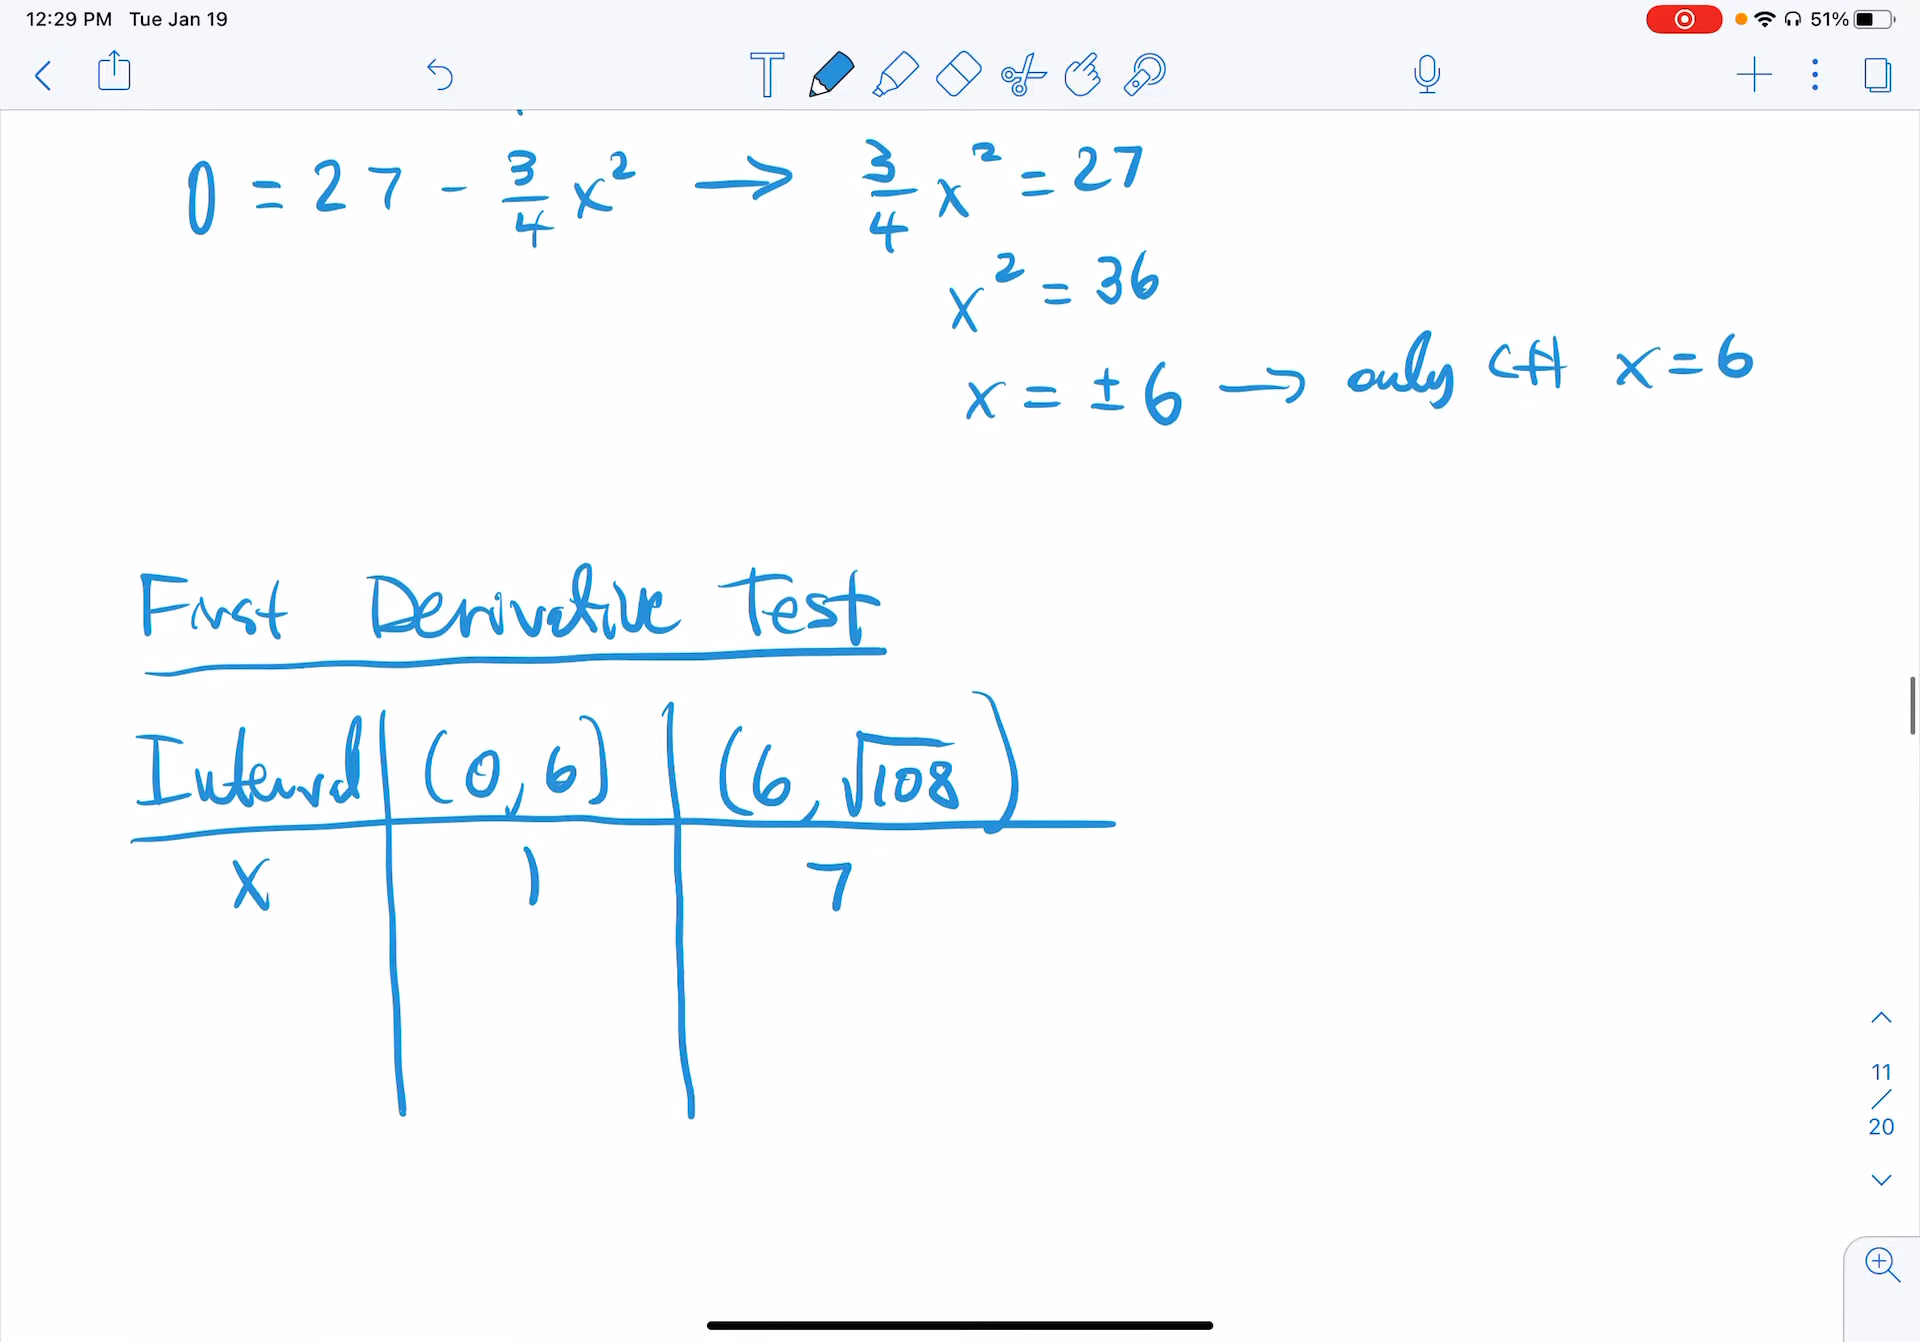 12:29 PM Tue Jan 19 51%
T
0 = 27 - 3/4 x² → 3/4 x² = 27
x² = 36
x = ± 6 → only C# x = 6
First Derivative Test
Interval (0, 6) (6, √108)
x 1 7
11
/
20